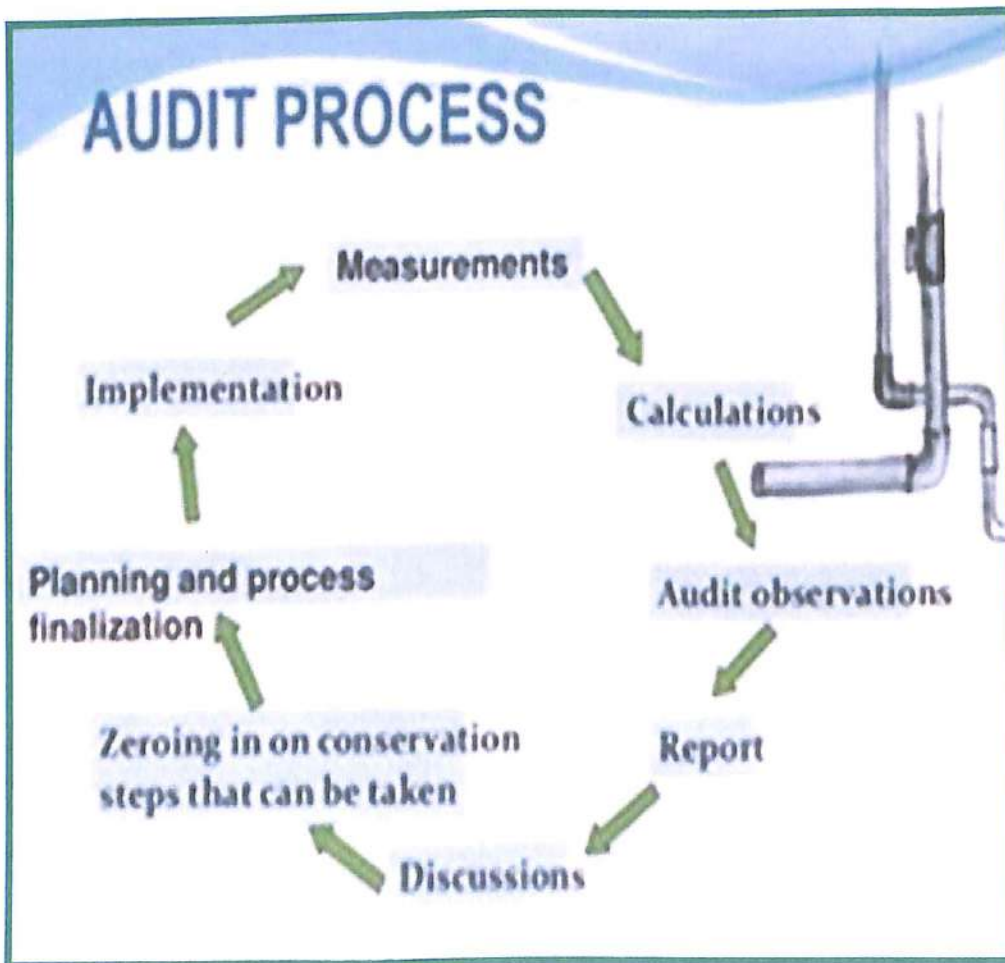 AUDIT PROCESS
Measurements
Calculations
Audit observations
Report
Discussions
Zeroing in on conservation
steps that can be taken
Planning and process
finalization
Implementation